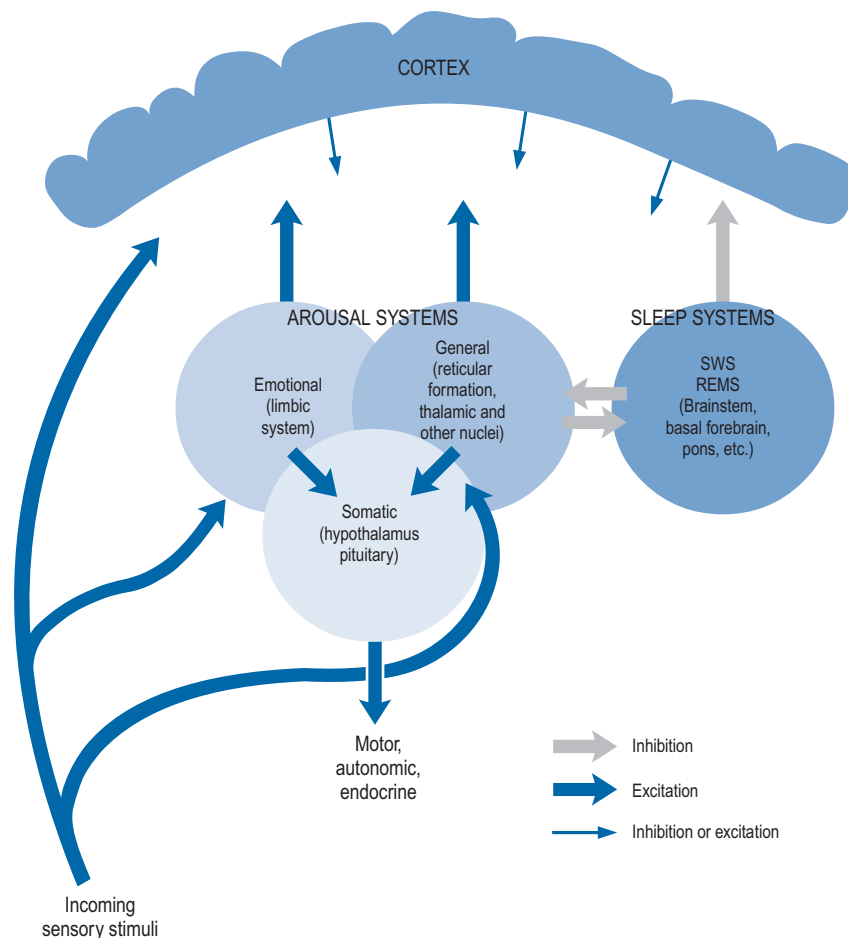 CORTEX
AROUSAL SYSTEMS
SLEEP SYSTEMS
Emotional
(limbic
system)
General
(reticular
formation,
thalamic and
other nuclei)
SWS
REMS
(Brainstem,
basal forebrain,
pons, etc.)
Somatic
(hypothalamus
pituitary)
Motor,
autonomic,
endocrine
Inhibition
Excitation
Inhibition or excitation
Incoming
sensory stimuli